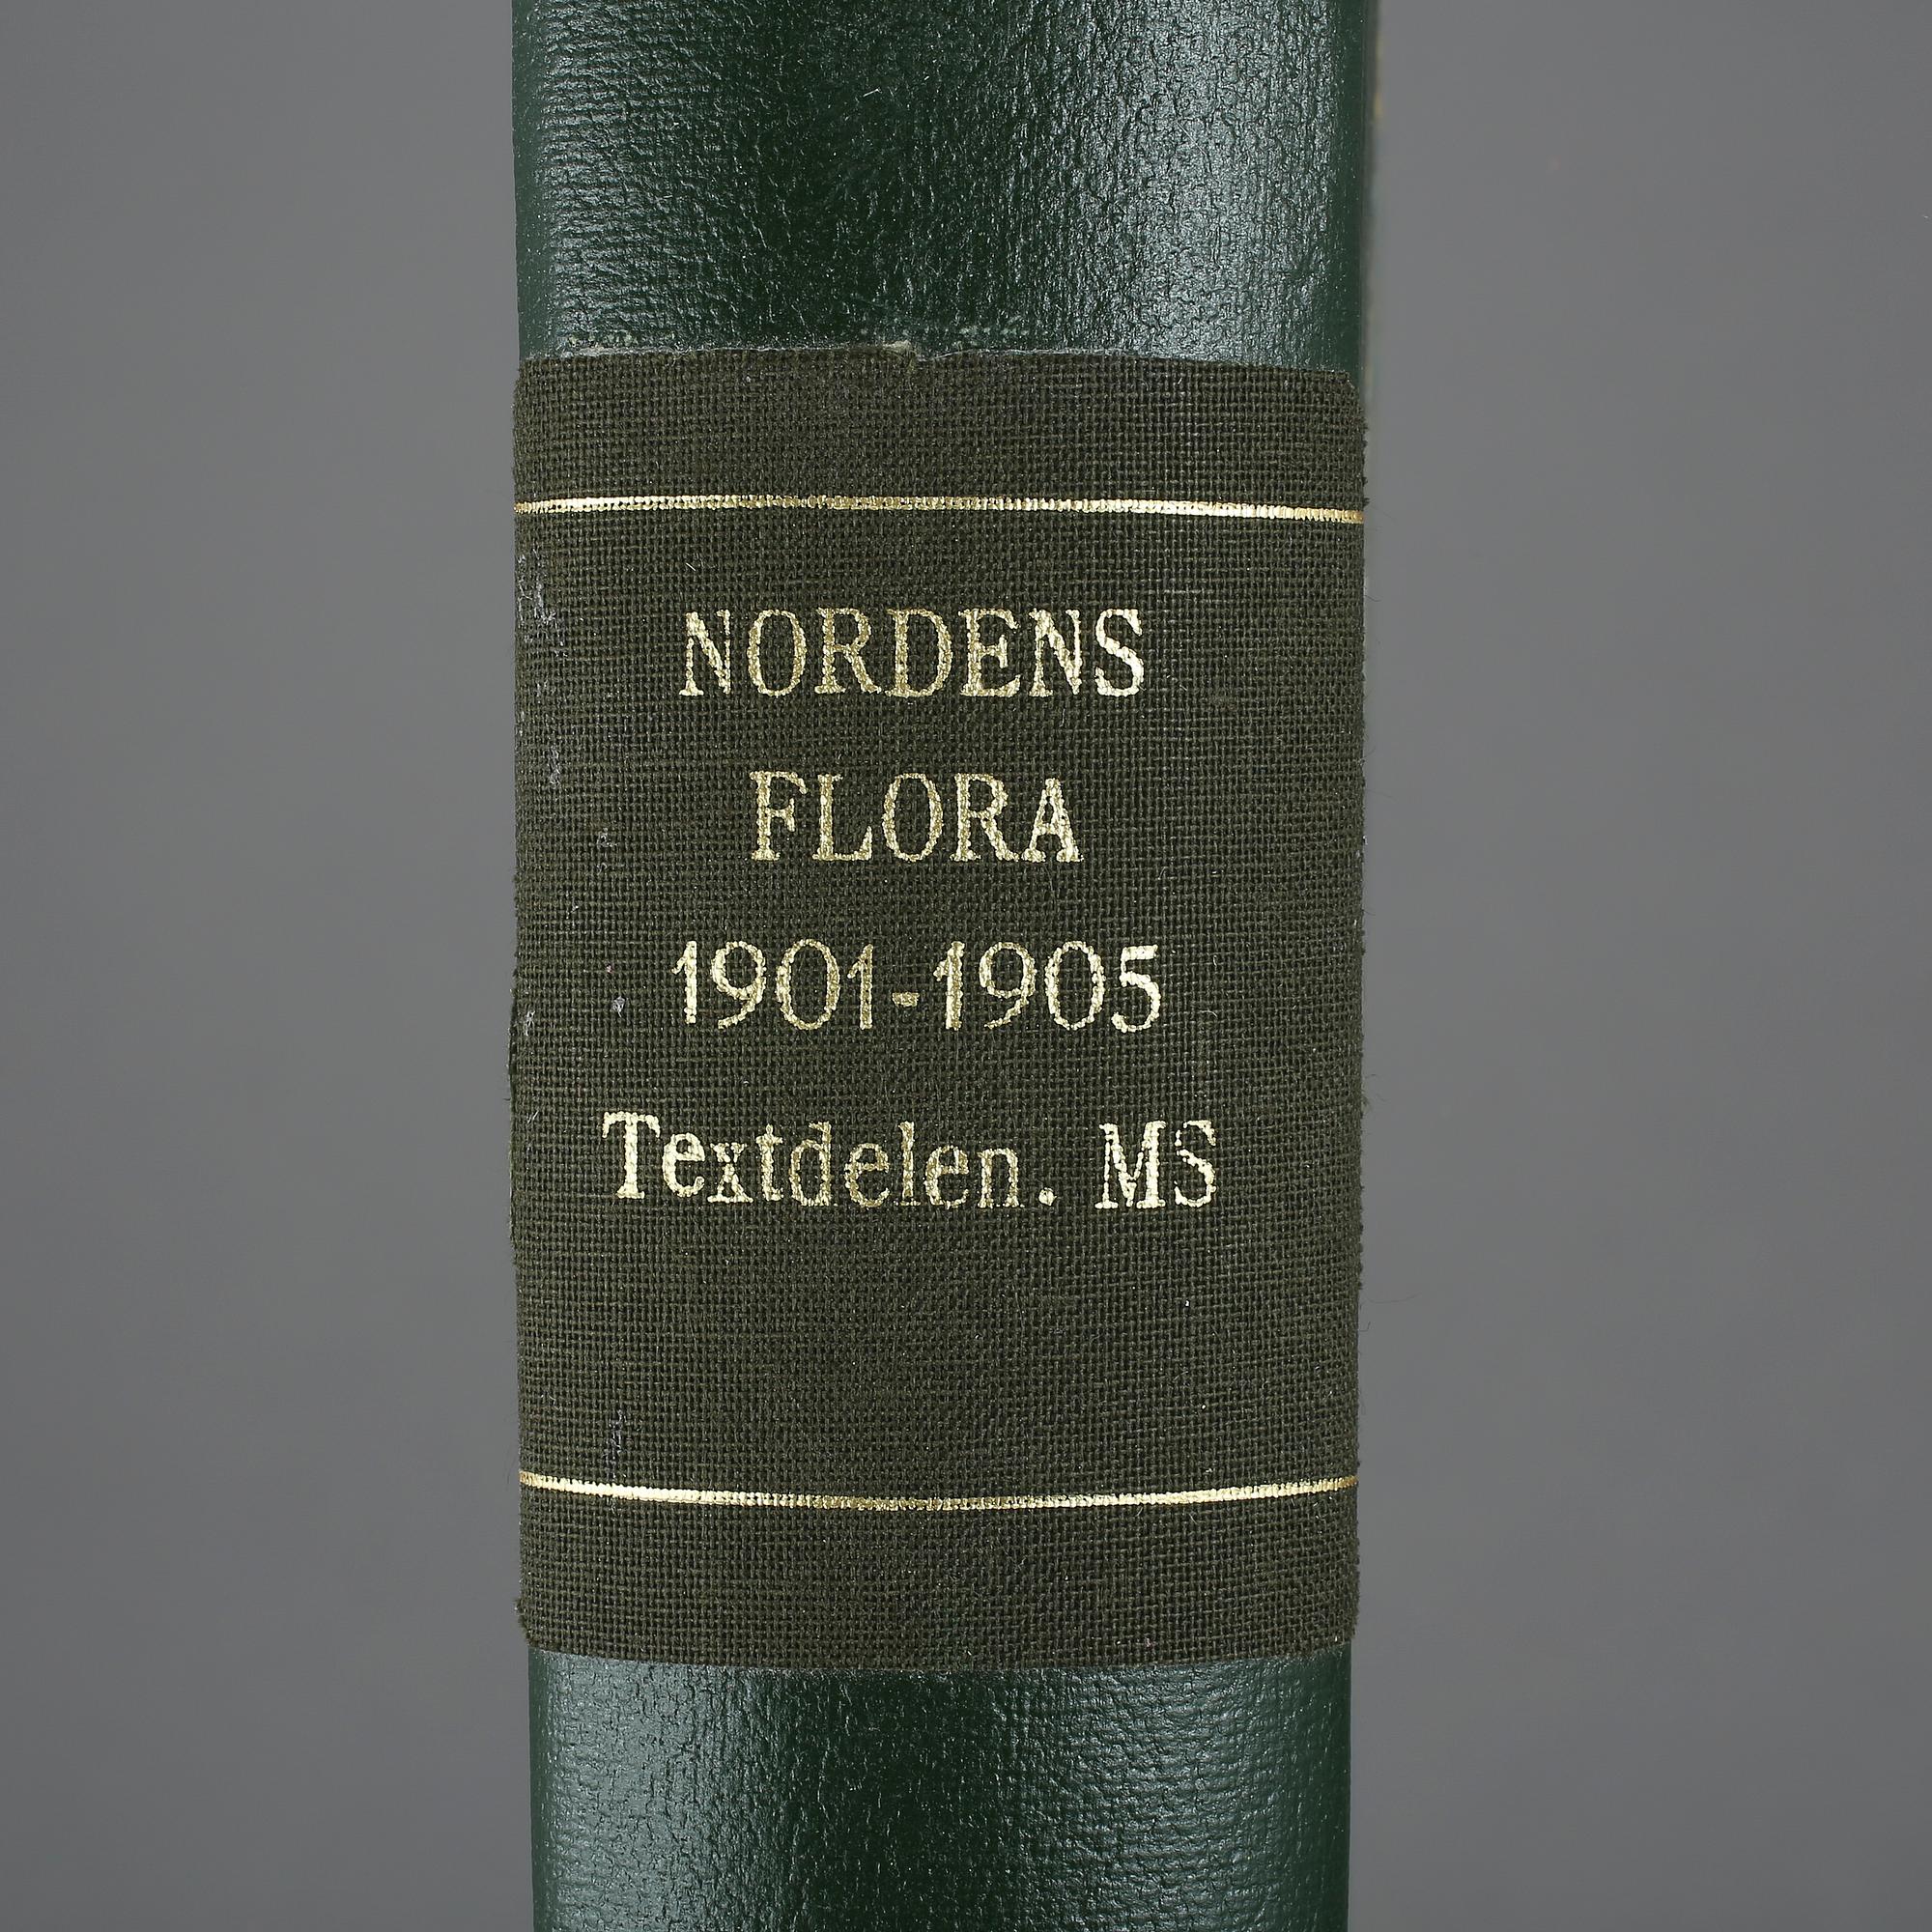 NORDENS
FLORA
1901-1905
Textdelen. MS